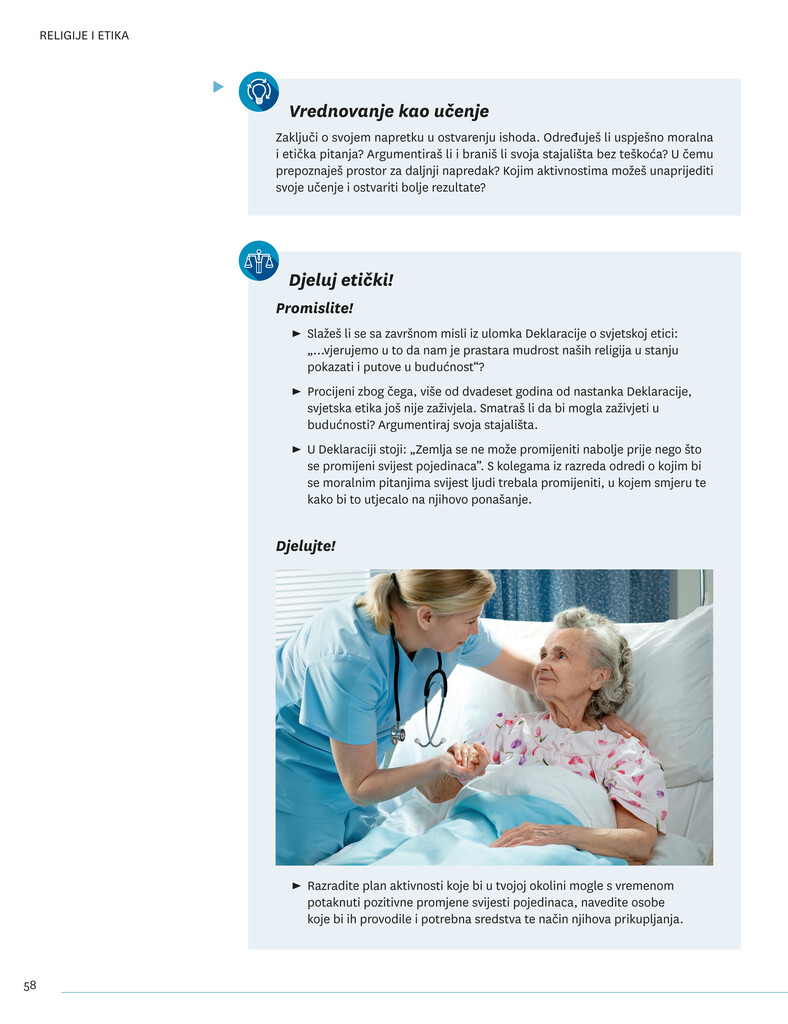 RELIGIJE I ETIKA
Vrednovanje kao učenje
Zaključi o svojem napretku u ostvarenju ishoda. Određuješ li uspješno moralna
i etička pitanja? Argumentiraš li i braniš li svoja stajališta bez teškoća? U čemu
prepoznaješ prostor za daljnji napredak? Kojim aktivnostima možeš unaprijediti
svoje učenje i ostvariti bolje rezultate?
Djeluj etički!
Promislite!
► Slažeš li se sa završnom misli iz ulomka Deklaracije o svjetskoj etici:
„...vjerujemo u to da nam je prastara mudrost naših religija u stanju
pokazati i putove u budućnost“?
► Procijeni zbog čega, više od dvadeset godina od nastanka Deklaracije,
svjetska etika još nije zaživjela. Smatraš li da bi mogla zaživjeti u
budućnosti? Argumentiraj svoja stajališta.
► U Deklaraciji stoji: „Zemlja se ne može promijeniti nabolje prije nego što
se promijeni svijest pojedinaca”. S kolegama iz razreda odredi o kojim bi
se moralnim pitanjima svijest ljudi trebala promijeniti, u kojem smjeru te
kako bi to utjecalo na njihovo ponašanje.
Djelujte!
► Razradite plan aktivnosti koje bi u tvojoj okolini mogle s vremenom
potaknuti pozitivne promjene svijesti pojedinaca, navedite osobe
koje bi ih provodile i potrebna sredstva te način njihova prikupljanja.
58